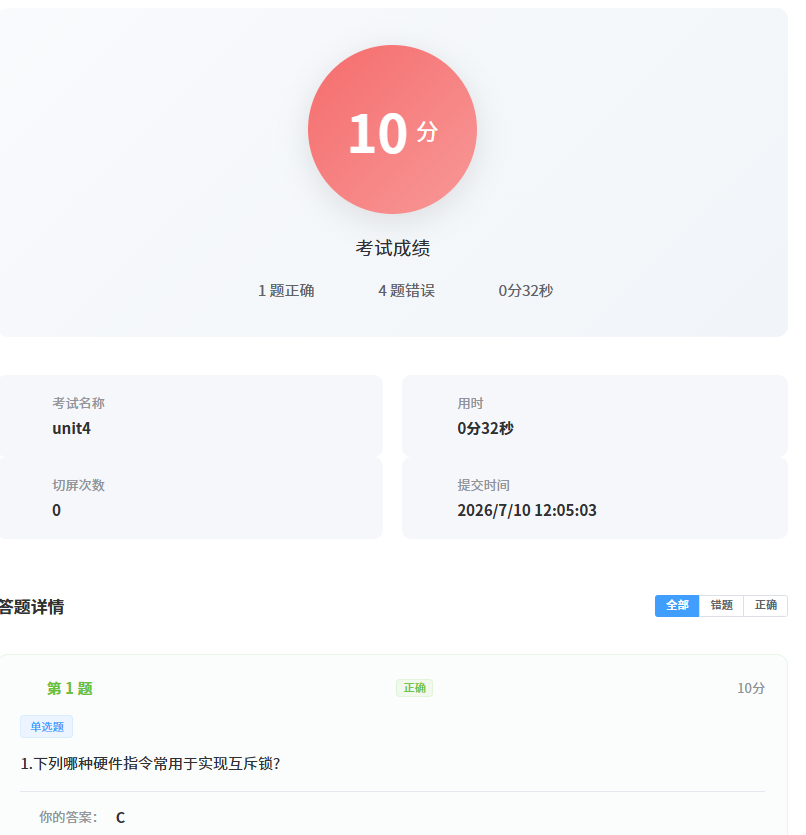 10 分
考试成绩
1 题正确 4 题错误 0分32秒
考试名称
unit4
用时
0分32秒
切屏次数
0
提交时间
2026/7/10 12:05:03
答题详情
全部 错题 正确
第 1 题 正确 10分
单选题
1.下列哪种硬件指令常用于实现互斥锁?
你的答案： C